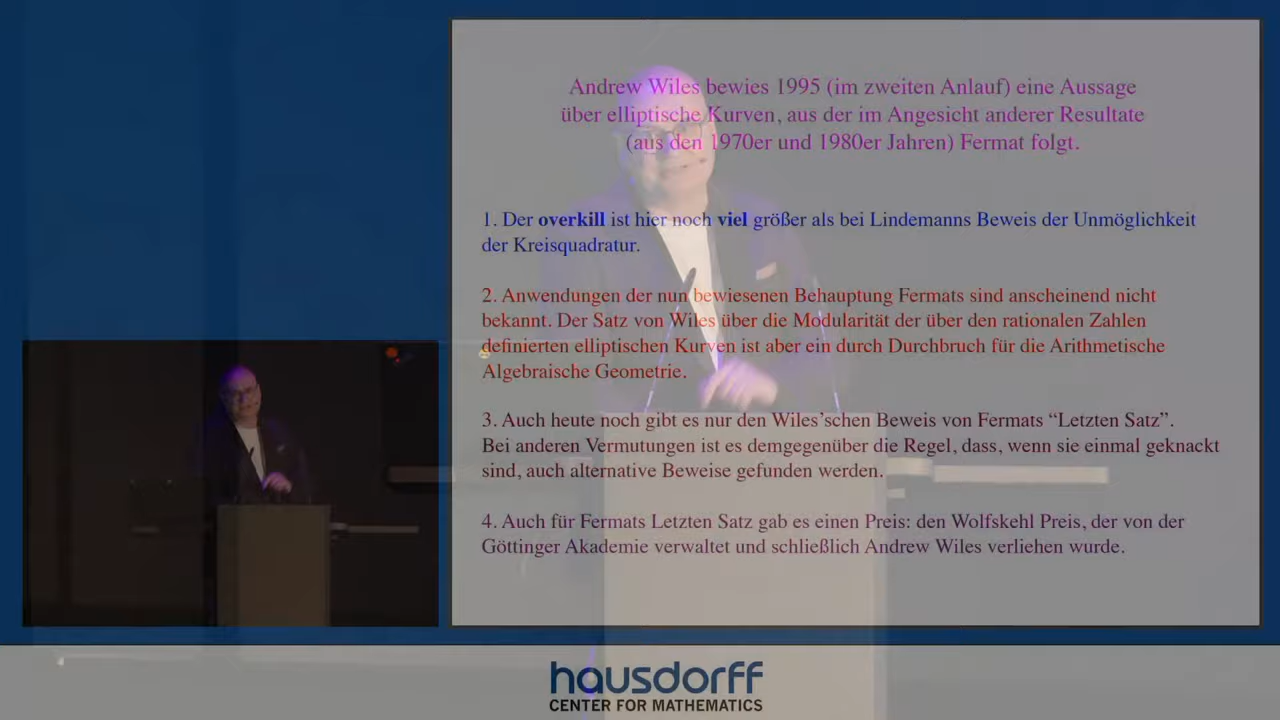 Andrew Wiles bewies 1995 (im zweiten Anlauf) eine Aussage
über elliptische Kurven, aus der im Angesicht anderer Resultate
(aus den 1970er und 1980er Jahren) Fermat folgt.
1. Der overkill ist hier noch viel größer als bei Lindemanns Beweis der Unmöglichkeit
der Kreisquadratur.
2. Anwendungen der nun bewiesenen Behauptung Fermats sind anscheinend nicht
bekannt. Der Satz von Wiles über die Modularität der über den rationalen Zahlen
definierten elliptischen Kurven ist aber ein durch Durchbruch für die Arithmetische
Algebraische Geometrie.
3. Auch heute noch gibt es nur den Wiles’schen Beweis von Fermats “Letzten Satz”.
Bei anderen Vermutungen ist es demgegenüber die Regel, dass, wenn sie einmal geknackt
sind, auch alternative Beweise gefunden werden.
4. Auch für Fermats Letzten Satz gab es einen Preis: den Wolfskehl Preis, der von der
Göttinger Akademie verwaltet und schließlich Andrew Wiles verliehen wurde.
hausdorff
CENTER FOR MATHEMATICS